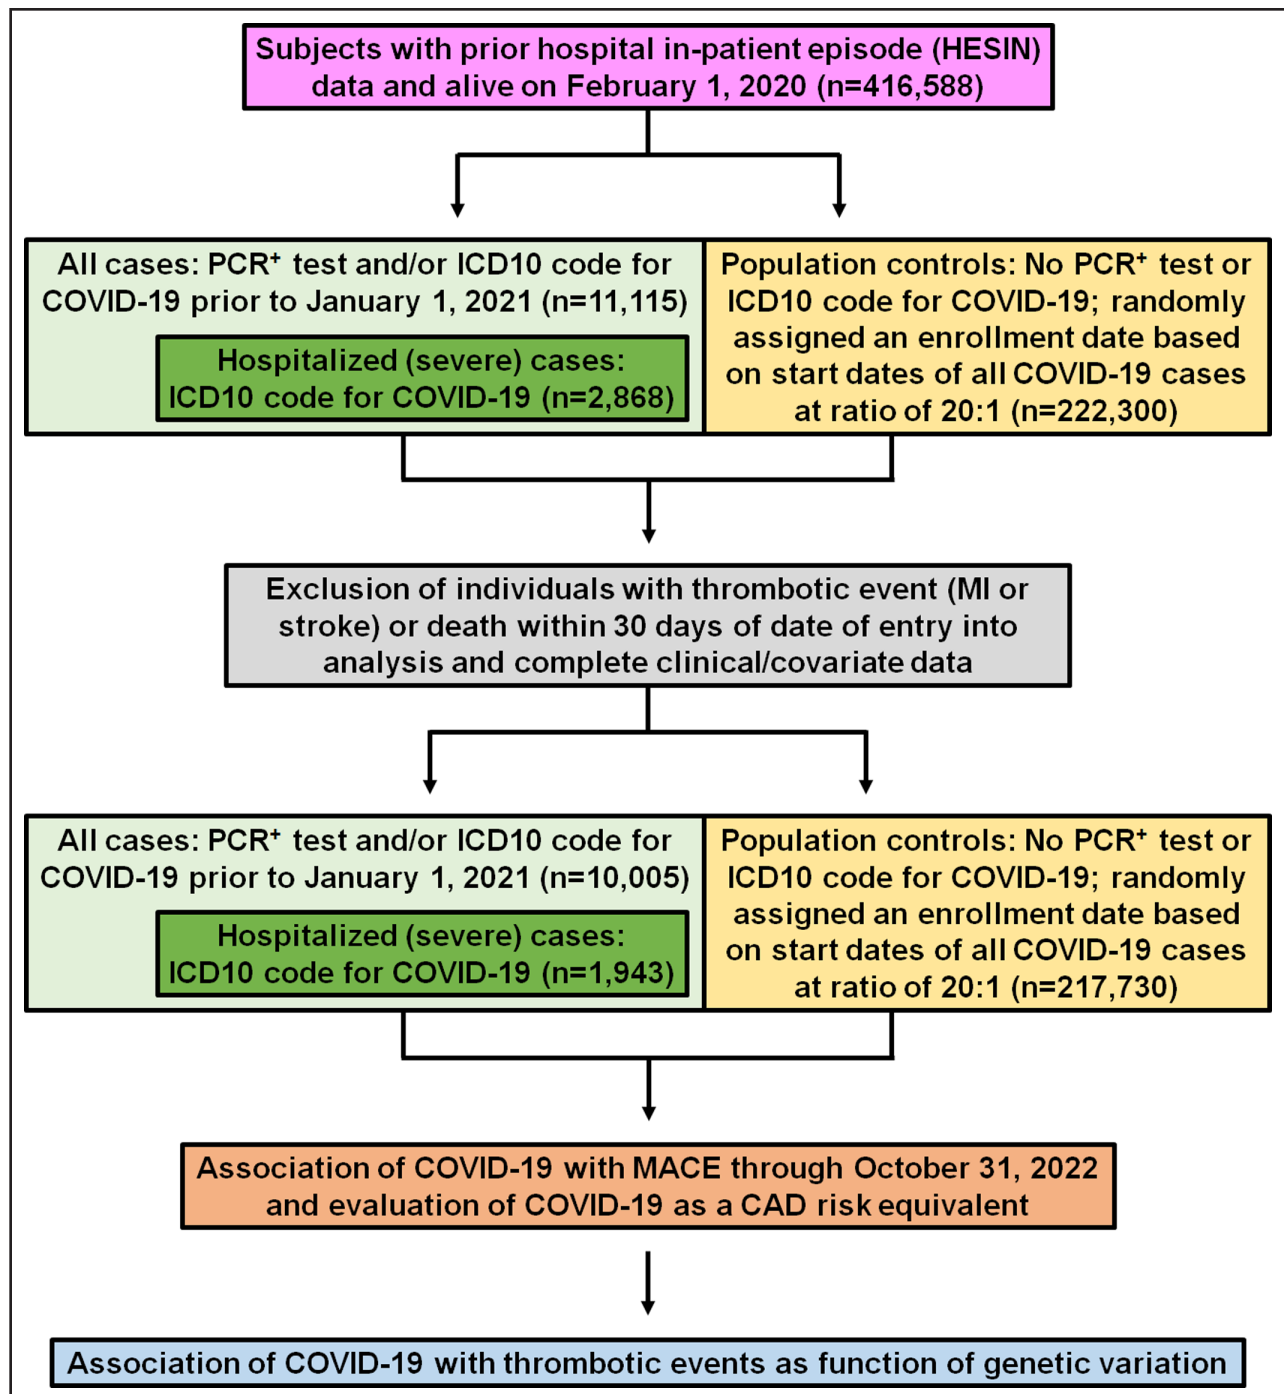 Subjects with prior hospital in-patient episode (HESIN)
data and alive on February 1, 2020 (n=416,588)
All cases: PCR⁺ test and/or ICD10 code for
COVID-19 prior to January 1, 2021 (n=11,115)
Hospitalized (severe) cases:
ICD10 code for COVID-19 (n=2,868)
Population controls: No PCR⁺ test or
ICD10 code for COVID-19; randomly
assigned an enrollment date based
on start dates of all COVID-19 cases
at ratio of 20:1 (n=222,300)
Exclusion of individuals with thrombotic event (MI or
stroke) or death within 30 days of date of entry into
analysis and complete clinical/covariate data
All cases: PCR⁺ test and/or ICD10 code for
COVID-19 prior to January 1, 2021 (n=10,005)
Hospitalized (severe) cases:
ICD10 code for COVID-19 (n=1,943)
Population controls: No PCR⁺ test or
ICD10 code for COVID-19; randomly
assigned an enrollment date based
on start dates of all COVID-19 cases
at ratio of 20:1 (n=217,730)
Association of COVID-19 with MACE through October 31, 2022
and evaluation of COVID-19 as a CAD risk equivalent
Association of COVID-19 with thrombotic events as function of genetic variation